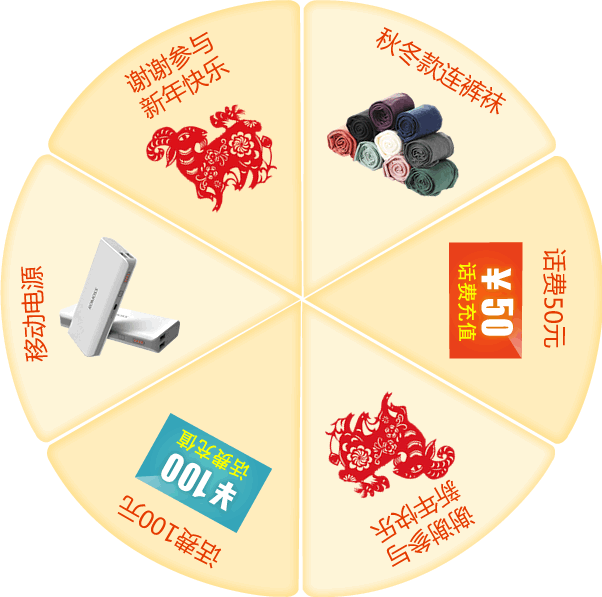 谢谢参与
新年快乐
秋冬款连裤袜
话费50元
￥50
话费充值
谢谢参与
新年快乐
话费100元
￥100
话费充值
移动电源